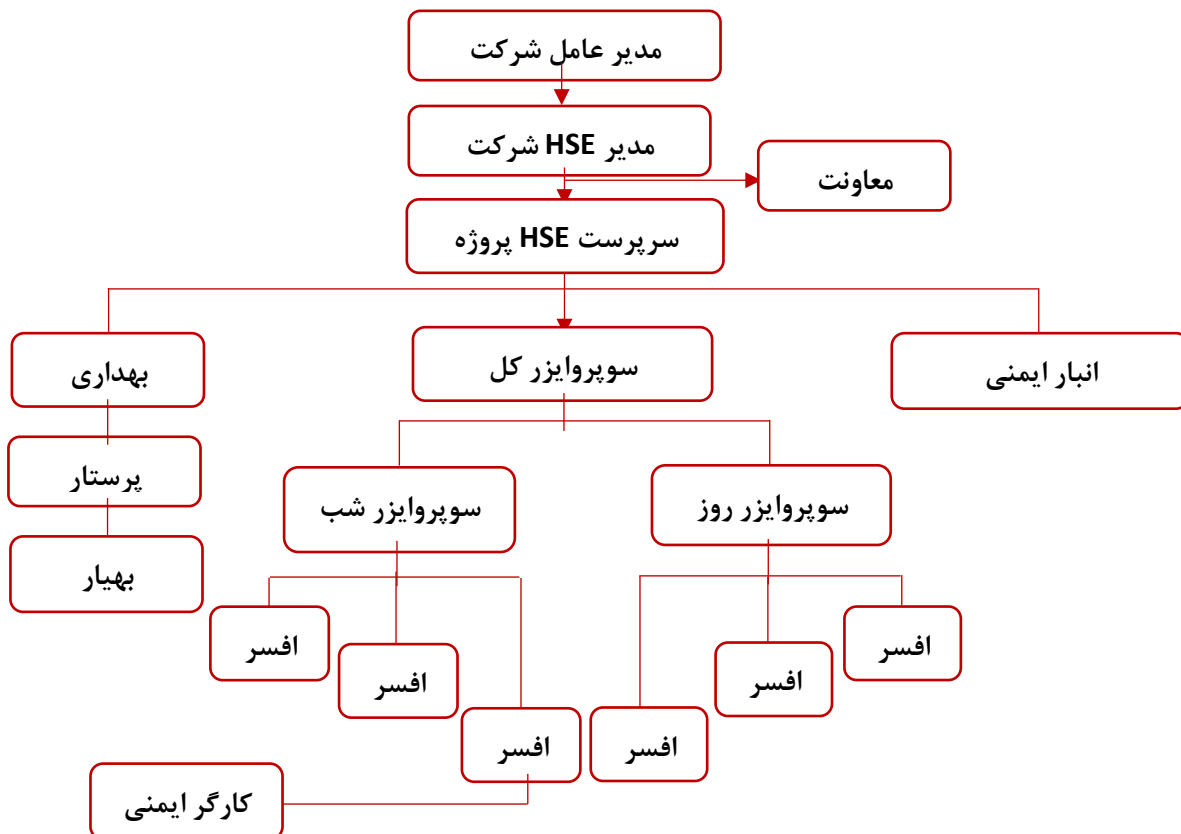 مدیر عامل شرکت
مدیر HSE شرکت
معاونت
سرپرست HSE پروژه
انبار ایمنی
سوپروایزر کل
بهداری
پرستار
بهیار
سوپروایزر روز
سوپروایزر شب
افسر
افسر
افسر
افسر
افسر
افسر
کارگر ایمنی